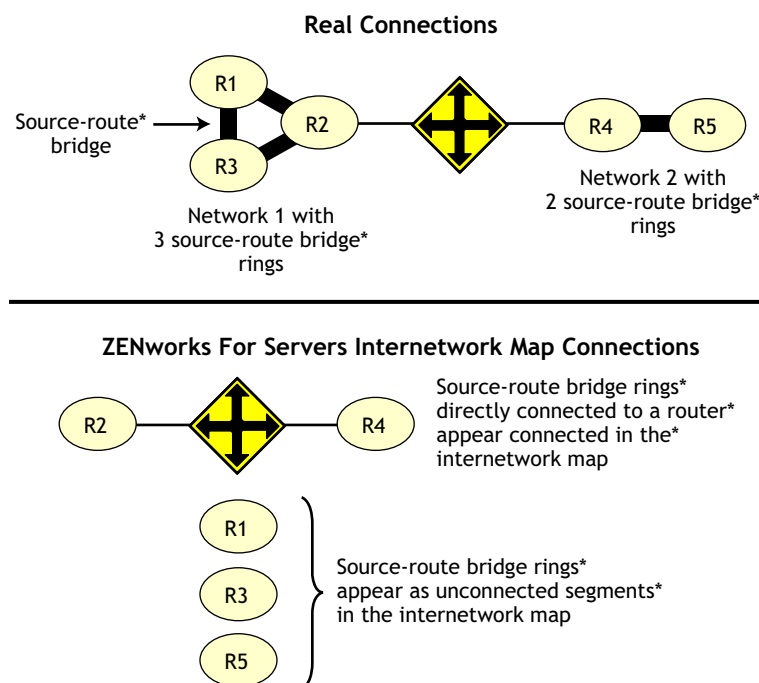 Real Connections
R1
R2
R3
Source-route*
bridge
R4
R5
Network 1 with
3 source-route bridge*
rings
Network 2 with
2 source-route bridge*
rings
ZENworks For Servers Internetwork Map Connections
R2
R4
Source-route bridge rings*
directly connected to a router*
appear connected in the*
internetwork map
R1
R3
R5
Source-route bridge rings*
appear as unconnected segments*
in the internetwork map